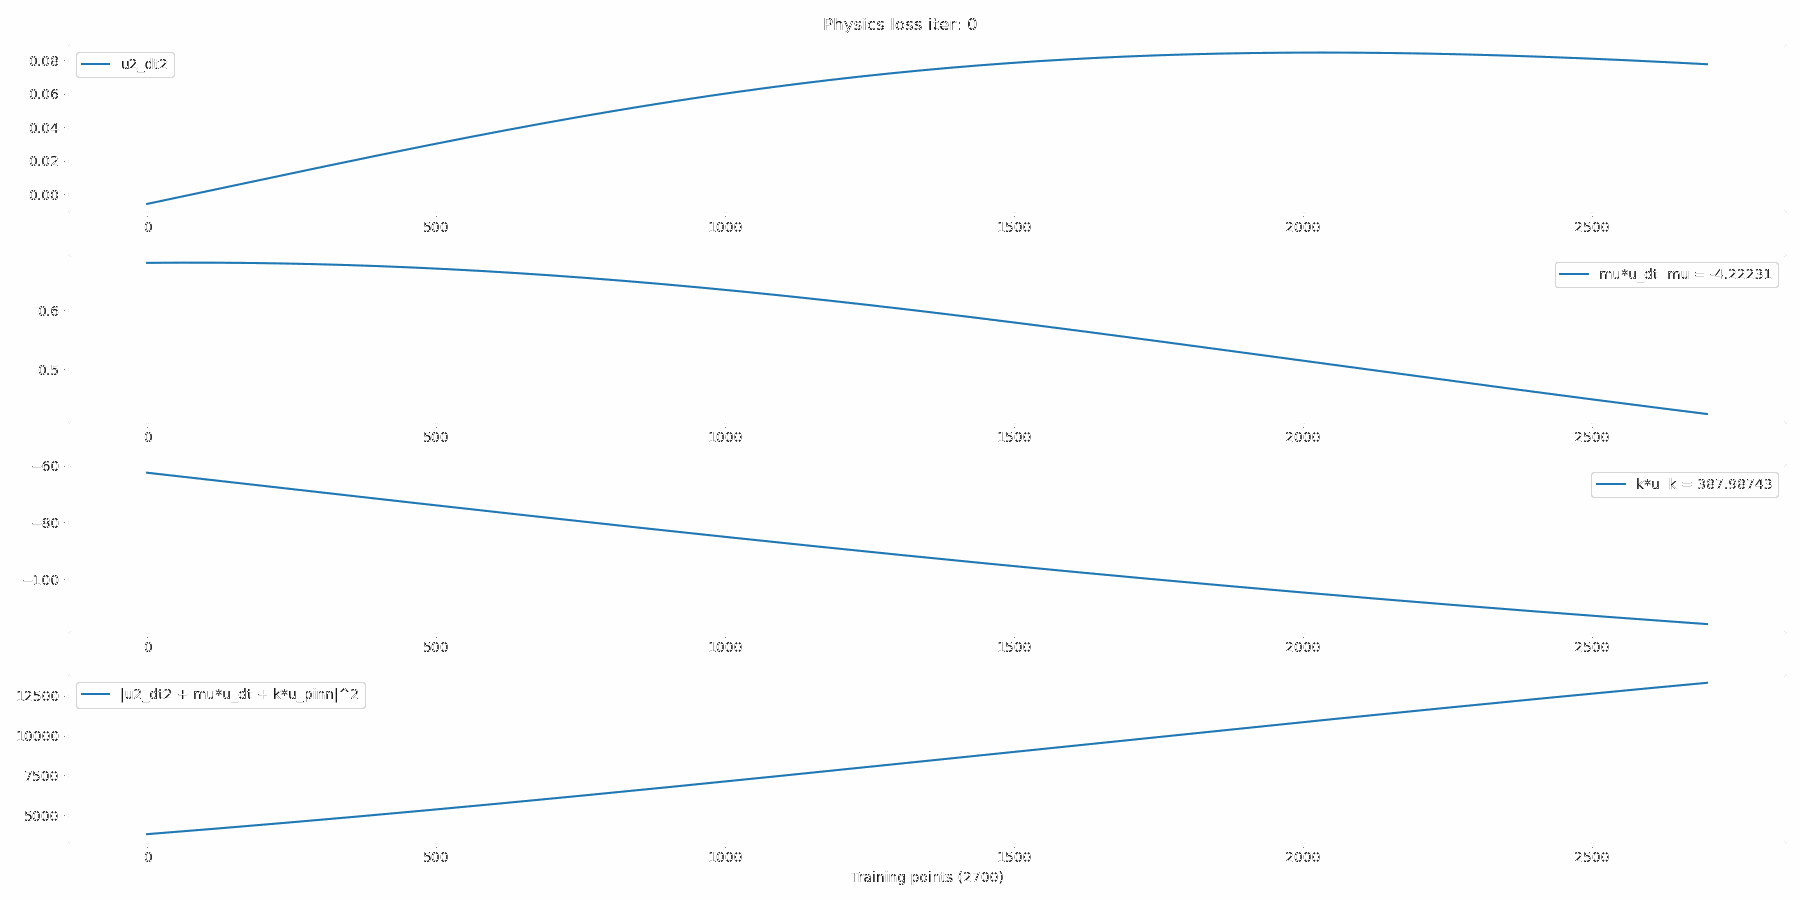 Physics loss iter: 0
u2_dt2
0.08
0.06
0.04
0.02
0.00
0 500 1000 1500 2000 2500
mu*u_dt mu = -4.22231
0.6
0.5
0 500 1000 1500 2000 2500
k*u k = 387.98743
−60
−80
−100
0 500 1000 1500 2000 2500
|u2_dt2 + mu*u_dt + k*u_pinn|^2
12500
10000
7500
5000
0 500 1000 1500 2000 2500
Training points (2700)